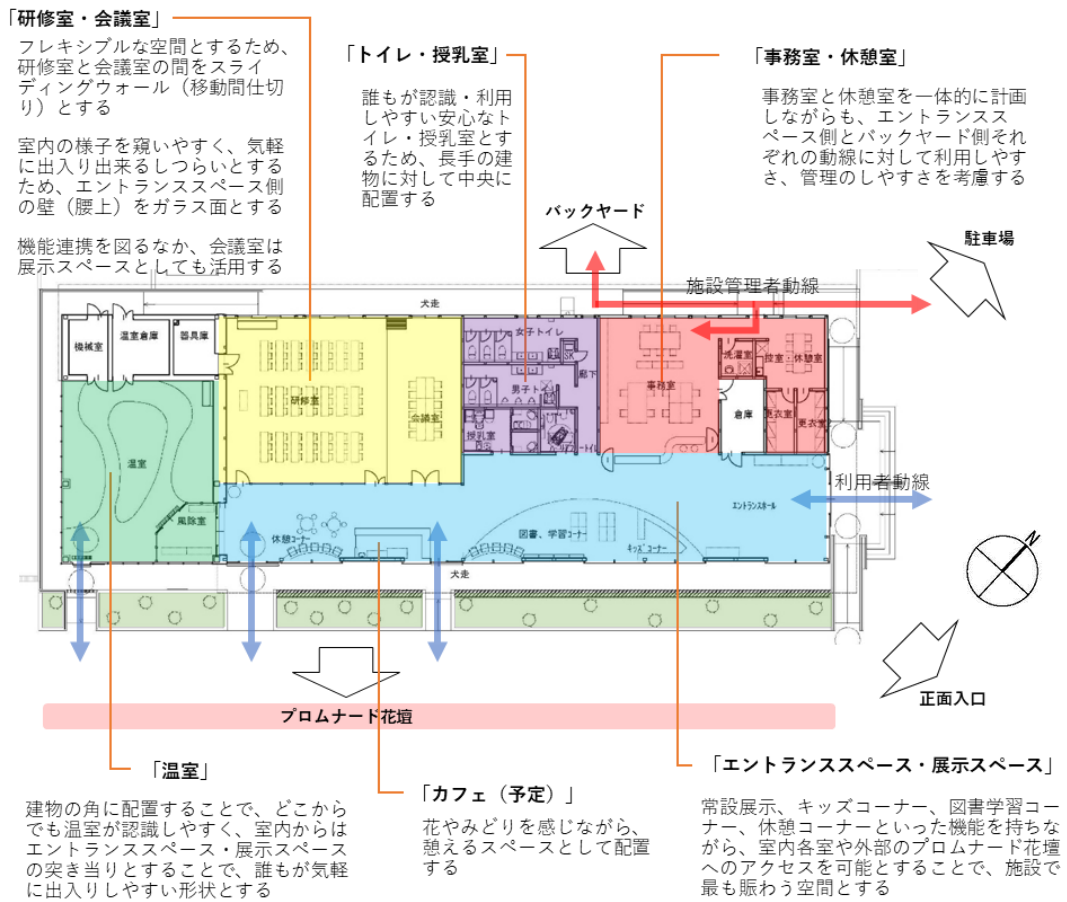 「研修室・会議室」
フレキシブルな空間とするため、
研修室と会議室の間をスライ
ディングウォール（移動間仕切
り）とする
室内の様子を窺いやすく、気軽
に出入り出来るしつらいとする
ため、エントランススペース側
の壁（腰上）をガラス面とする
機能連携を図るなか、会議室は
展示スペースとしても活用する
「トイレ・授乳室」
誰もが認識・利用
しやすい安心なト
イレ・授乳室とす
るため、長手の建
物に対して中央に
配置する
「事務室・休憩室」
事務室と休憩室を一体的に計画
しながらも、エントランスス
ペース側とバックヤード側それ
ぞれの動線に対して利用しやす
さ、管理のしやすさを考慮する
バックヤード
駐車場
施設管理者動線
犬走
機械室
温室倉庫
器具庫
女子トイレ
SK
洗濯室
控室・休憩室
廊下
男子トイレ
事務室
研修室
会議室
倉庫
更衣室
更衣室
授乳室
温室
利用者動線
風除室
エントランスホール
休憩コーナー
図書、学習コーナー
キッズコーナー
犬走
N
正面入口
プロムナード花壇
「温室」
建物の角に配置することで、どこから
でも温室が認識しやすく、室内からは
エントランススペース・展示スペース
の突き当りとすることで、誰もが気軽
に出入りしやすい形状とする
「カフェ（予定）」
花やみどりを感じながら、
憩えるスペースとして配置
する
「エントランススペース・展示スペース」
常設展示、キッズコーナー、図書学習コー
ナー、休憩コーナーといった機能を持ちな
がら、室内各室や外部のプロムナード花壇
へのアクセスを可能とすることで、施設で
最も賑わう空間とする